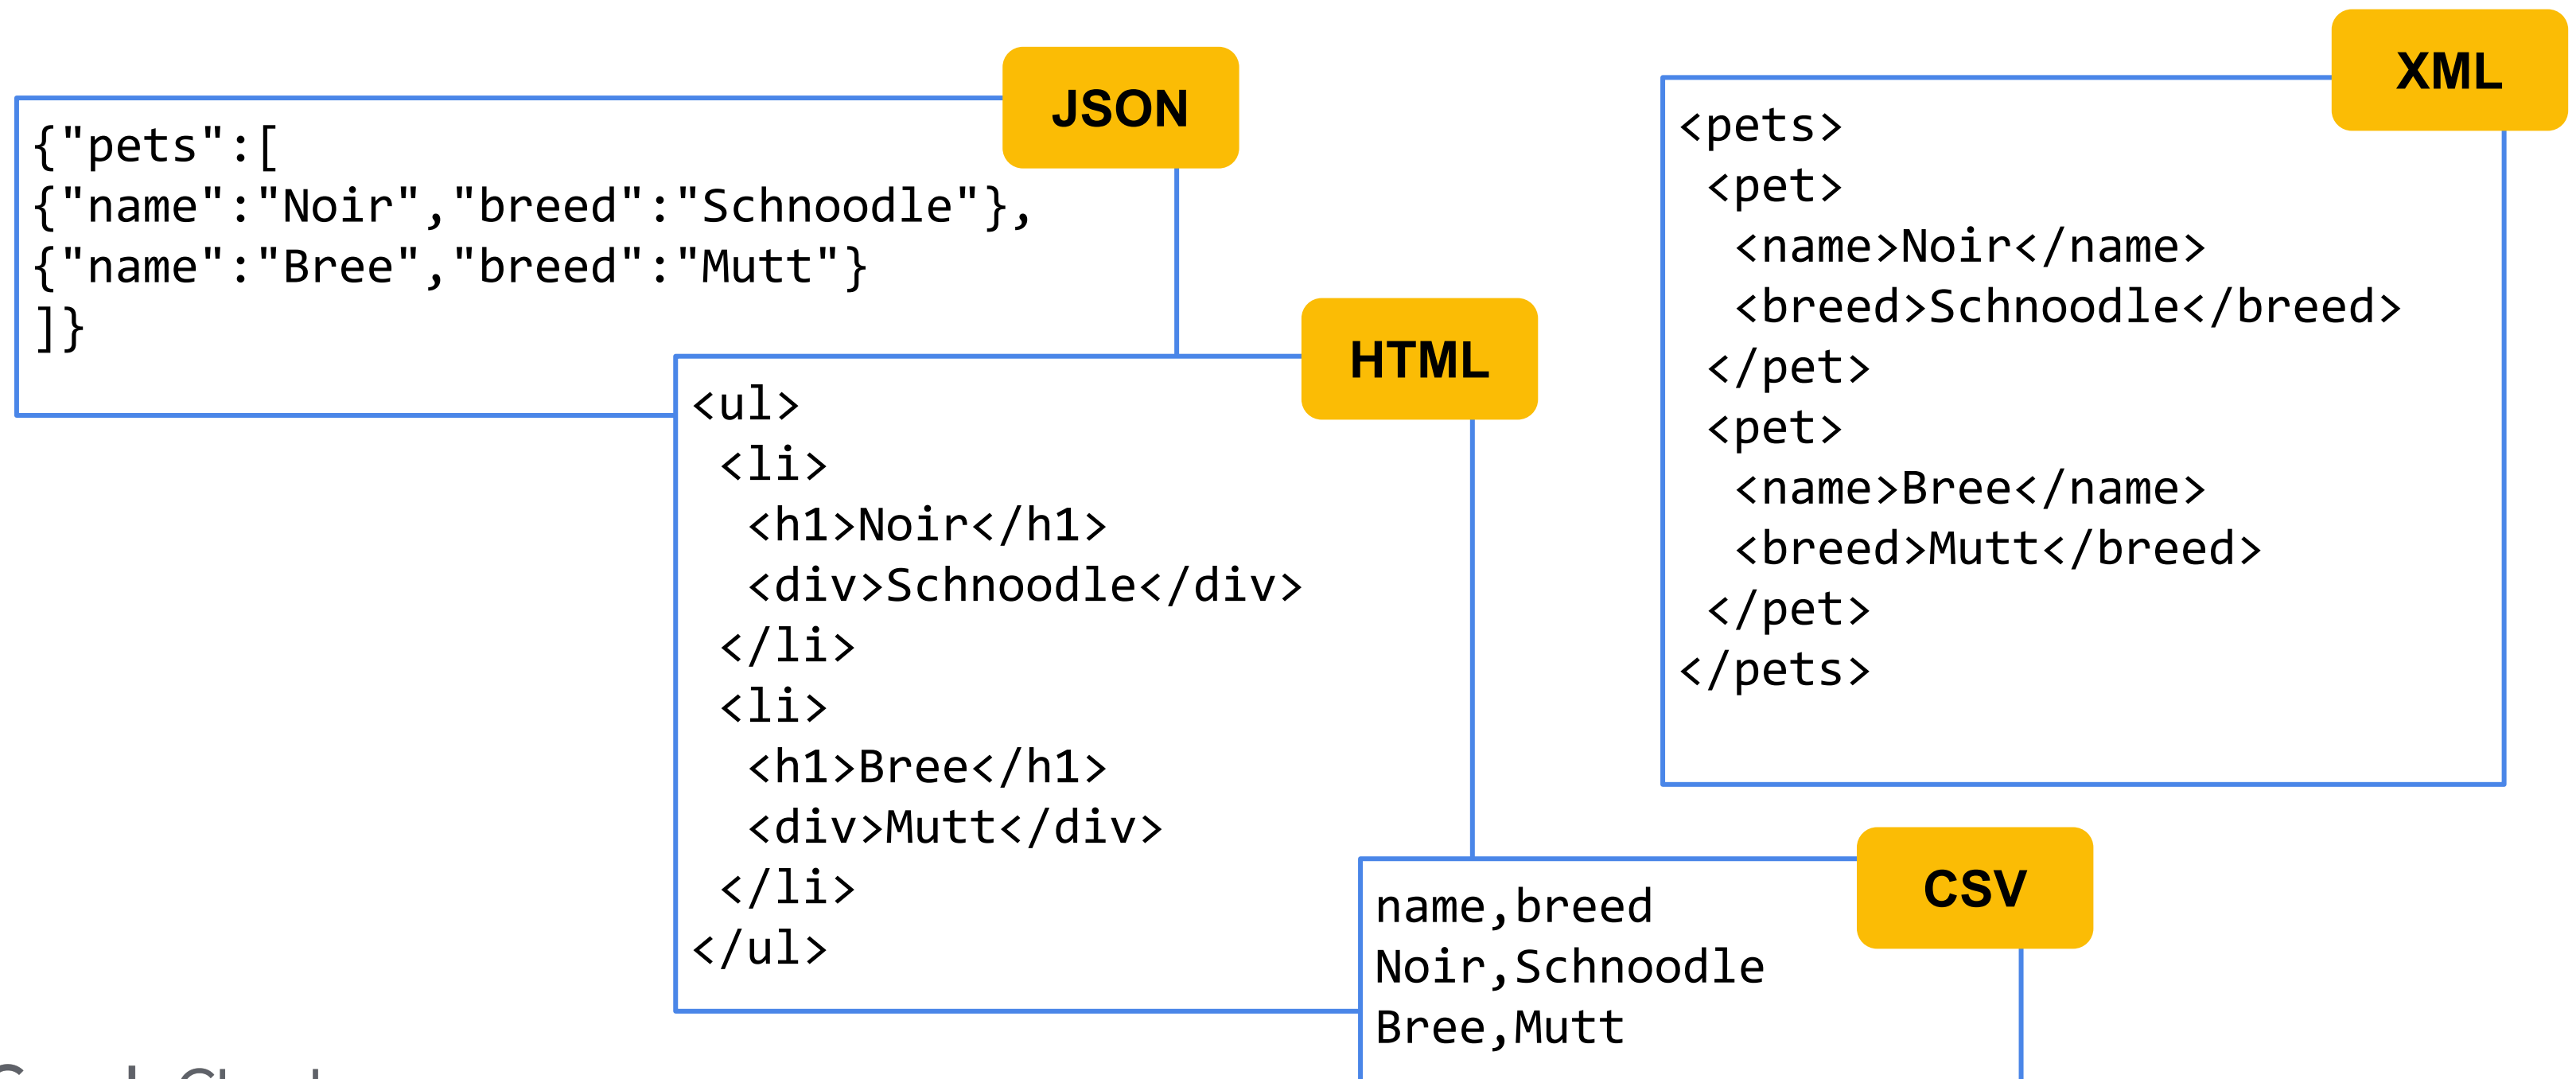 JSON
{"pets":[
{"name":"Noir","breed":"Schnoodle"},
{"name":"Bree","breed":"Mutt"}
]}
HTML
<ul>
 <li>
  <h1>Noir</h1>
  <div>Schnoodle</div>
 </li>
 <li>
  <h1>Bree</h1>
  <div>Mutt</div>
 </li>
</ul>
XML
<pets>
 <pet>
  <name>Noir</name>
  <breed>Schnoodle</breed>
 </pet>
 <pet>
  <name>Bree</name>
  <breed>Mutt</breed>
 </pet>
</pets>
CSV
name,breed
Noir,Schnoodle
Bree,Mutt